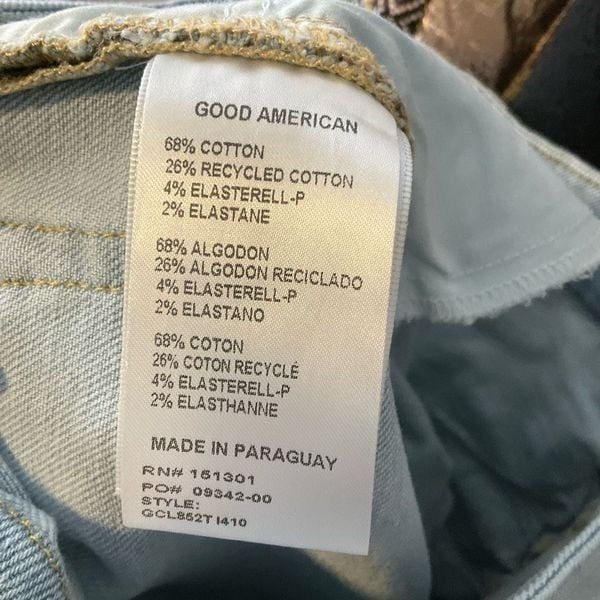 GOOD AMERICAN
68% COTTON
26% RECYCLED COTTON
4% ELASTERELL-P
2% ELASTANE
68% ALGODON
26% ALGODON RECICLADO
4% ELASTERELL-P
2% ELASTANO
68% COTON
26% COTON RECYCLÉ
4% ELASTERELL-P
2% ELASTHANNE
MADE IN PARAGUAY
RN# 151301
PO# 09342-00
STYLE:
GCL852T I410